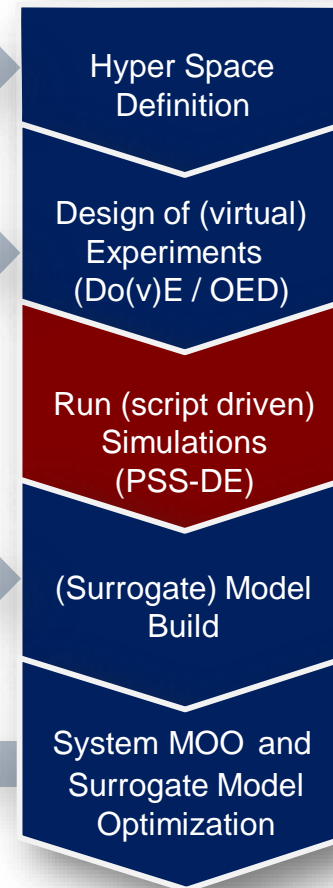 Hyper Space
Definition
Design of (virtual)
Experiments
(Do(v)E / OED)
Run (script driven)
Simulations
(PSS-DE)
(Surrogate) Model
Build
System MOO and
Surrogate Model
Optimization